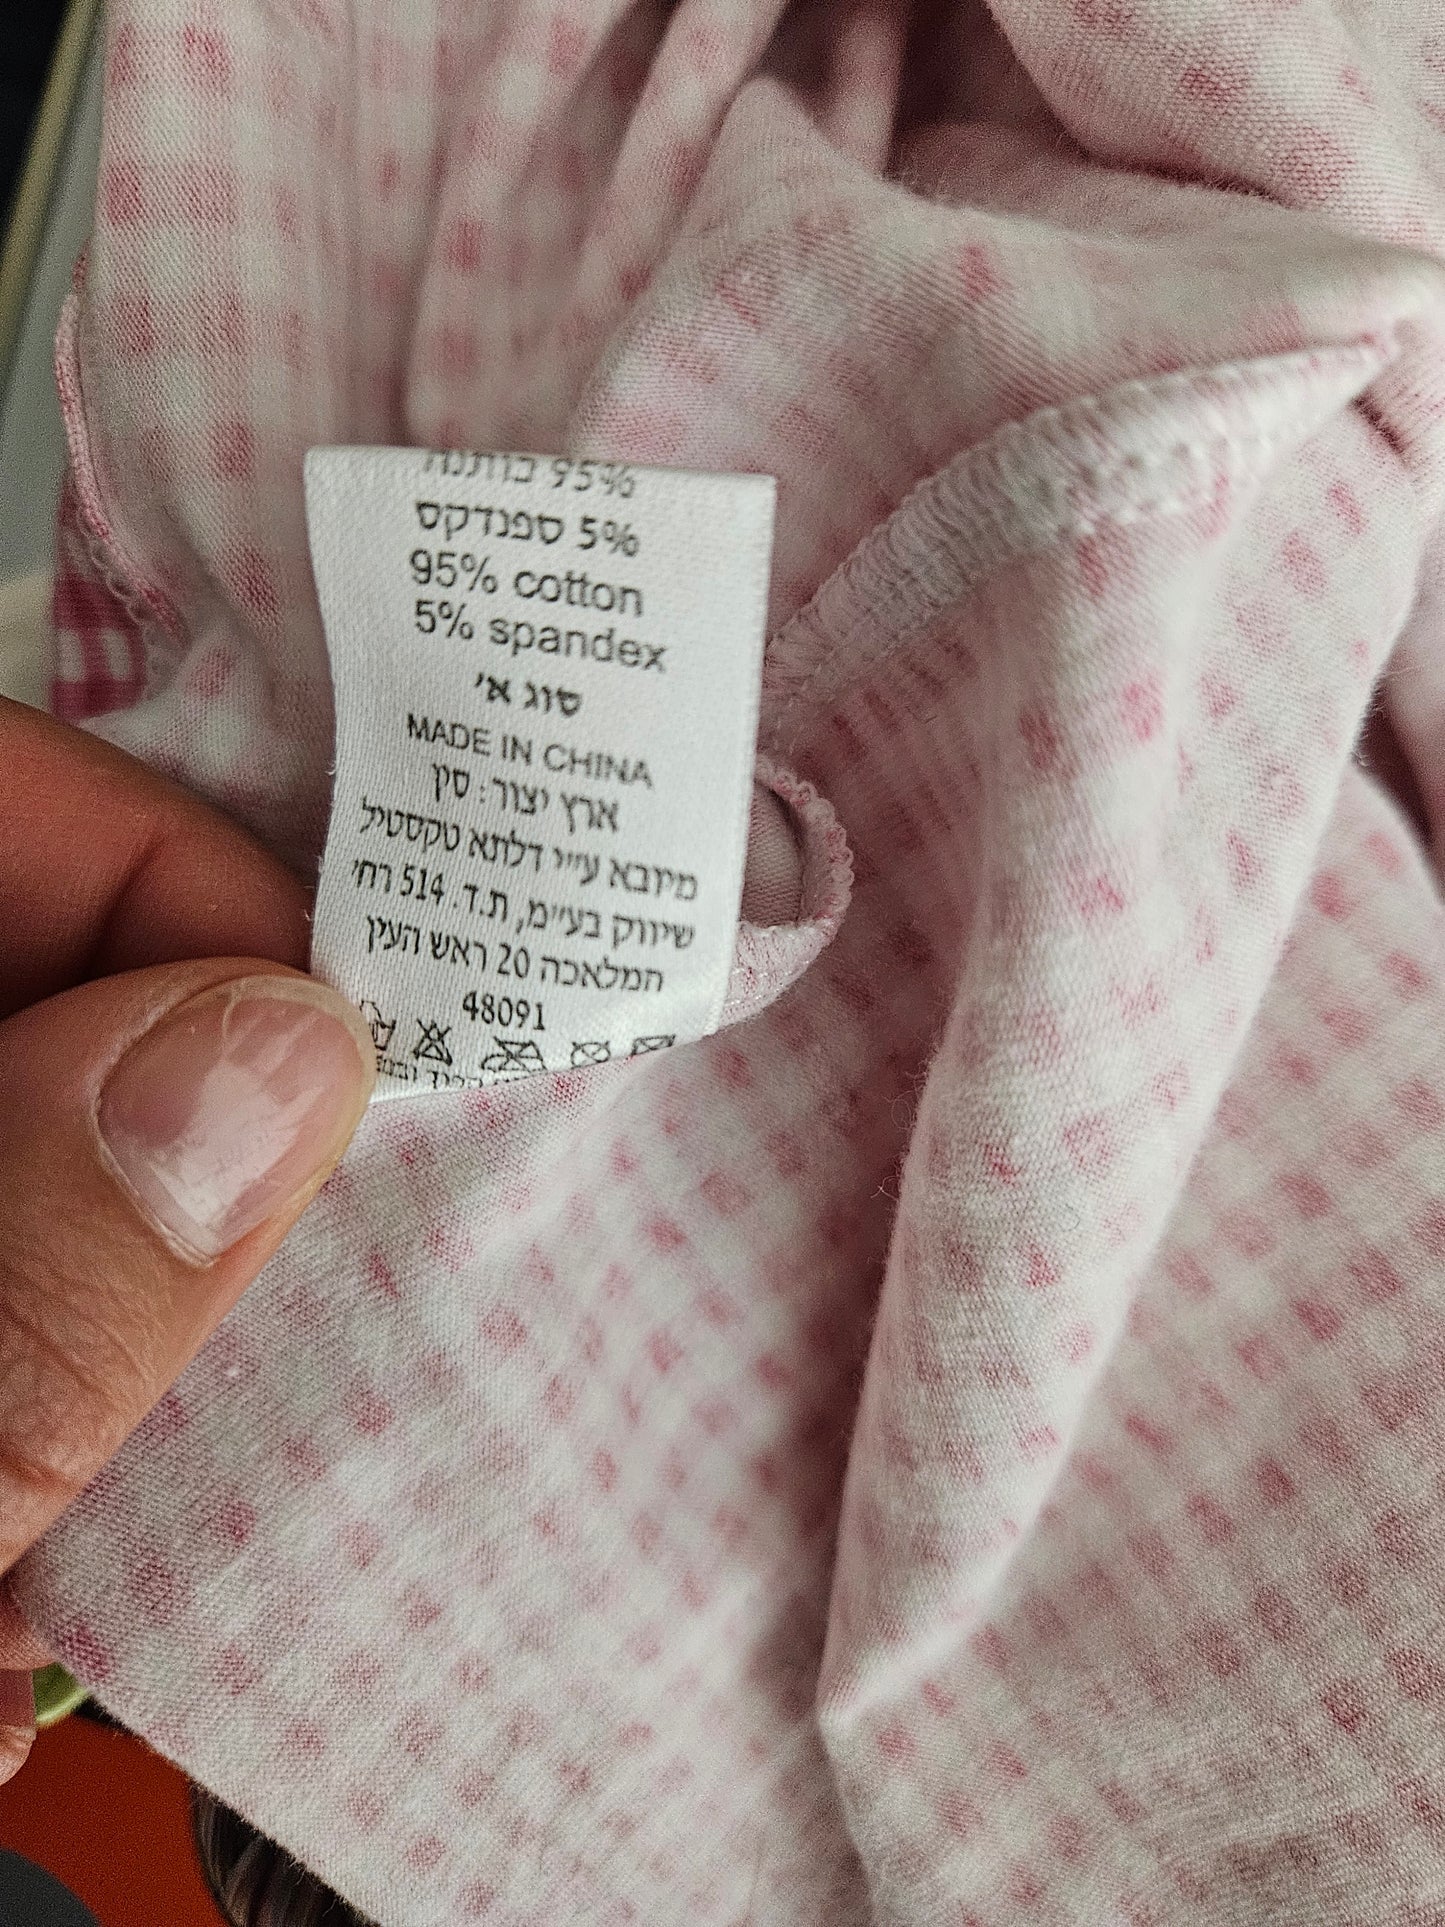 95% כותנה
5% ספנדקס
95% cotton
5% spandex
סוג א'
MADE IN CHINA
ארץ יצור: סין
מיובא ע"י דלתא טקסטיל
שיווק בע"מ, ת.ד. 514 רח'
המלאכה 20 ראש העין
48091